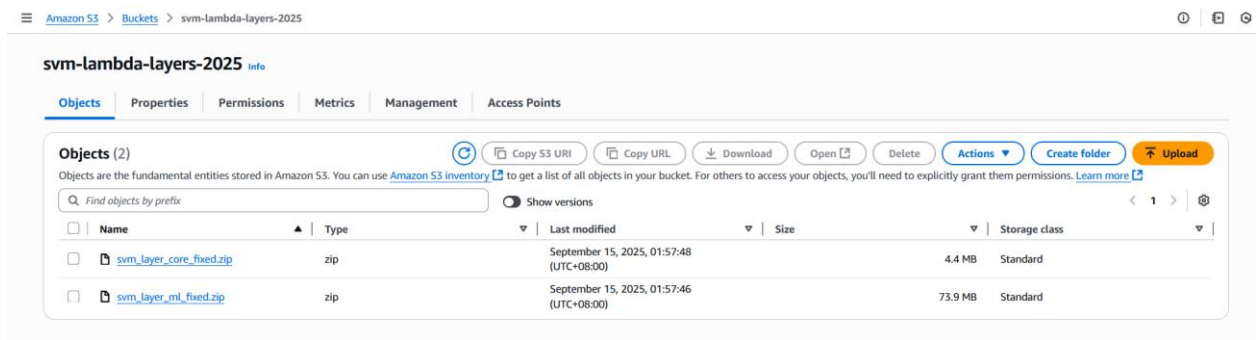 Amazon S3 > Buckets > svm-lambda-layers-2025
svm-lambda-layers-2025 Info
Objects Properties Permissions Metrics Management Access Points
Objects (2) Copy S3 URI Copy URL Download Open Delete Actions Create folder Upload
Objects are the fundamental entities stored in Amazon S3. You can use Amazon S3 inventory to get a list of all objects in your bucket. For others to access your objects, you'll need to explicitly grant them permissions. Learn more
Find objects by prefix Show versions < 1 >
Name Type Last modified Size Storage class
svm_layer_core_fixed.zip zip September 15, 2025, 01:57:48 (UTC+08:00) 4.4 MB Standard
svm_layer_ml_fixed.zip zip September 15, 2025, 01:57:46 (UTC+08:00) 73.9 MB Standard